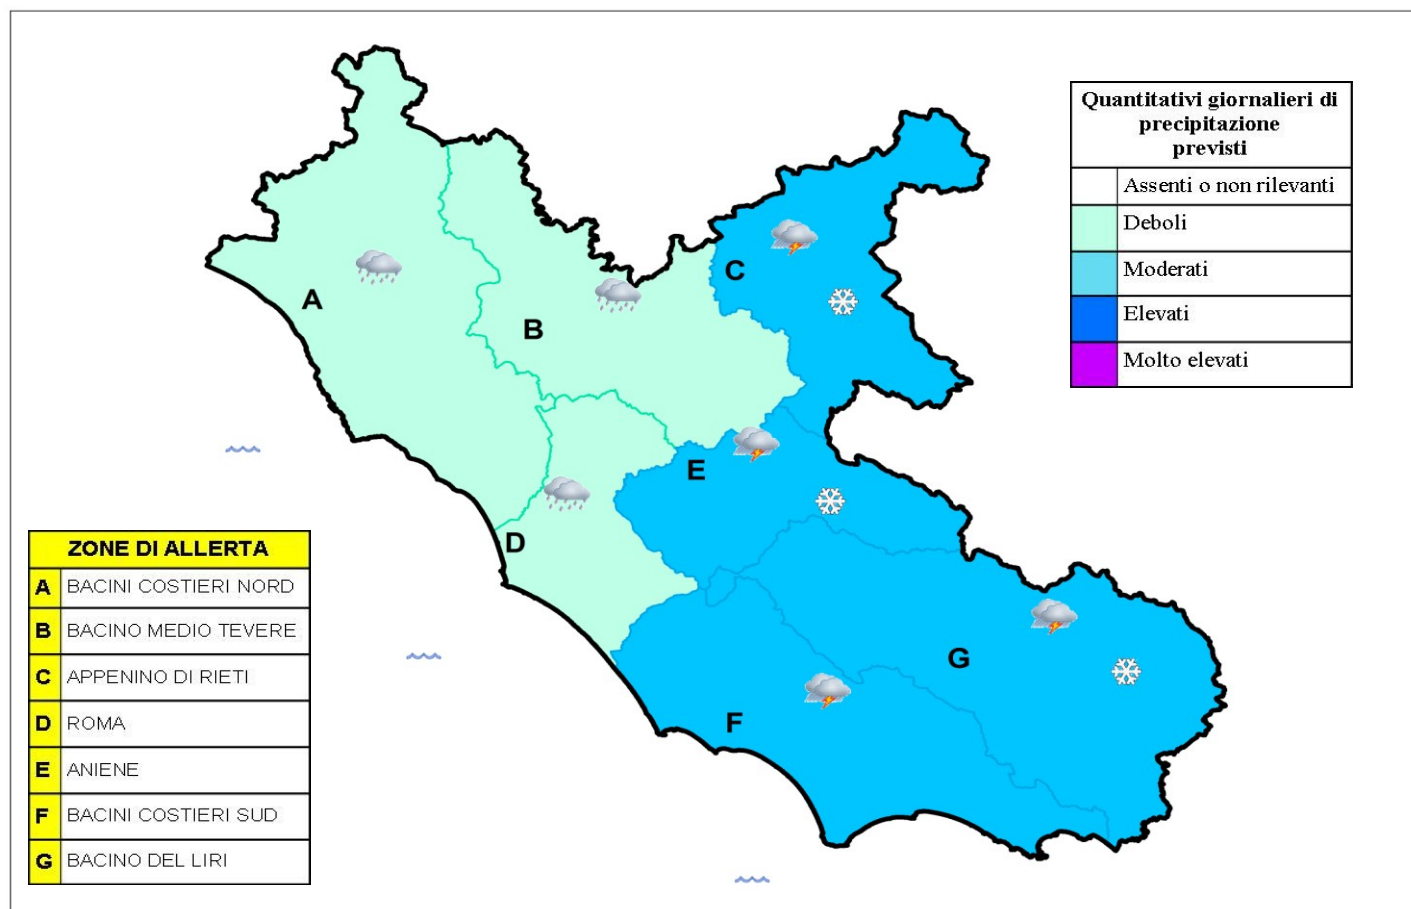 Quantitativi giornalieri di
precipitazione
previsti
Assenti o non rilevanti
Deboli
Moderati
Elevati
Molto elevati
A
B
C
D
E
F
G
ZONE DI ALLERTA
A BACINI COSTIERI NORD
B BACINO MEDIO TEVERE
C APPENINO DI RIETI
D ROMA
E ANIENE
F BACINI COSTIERI SUD
G BACINO DEL LIRI